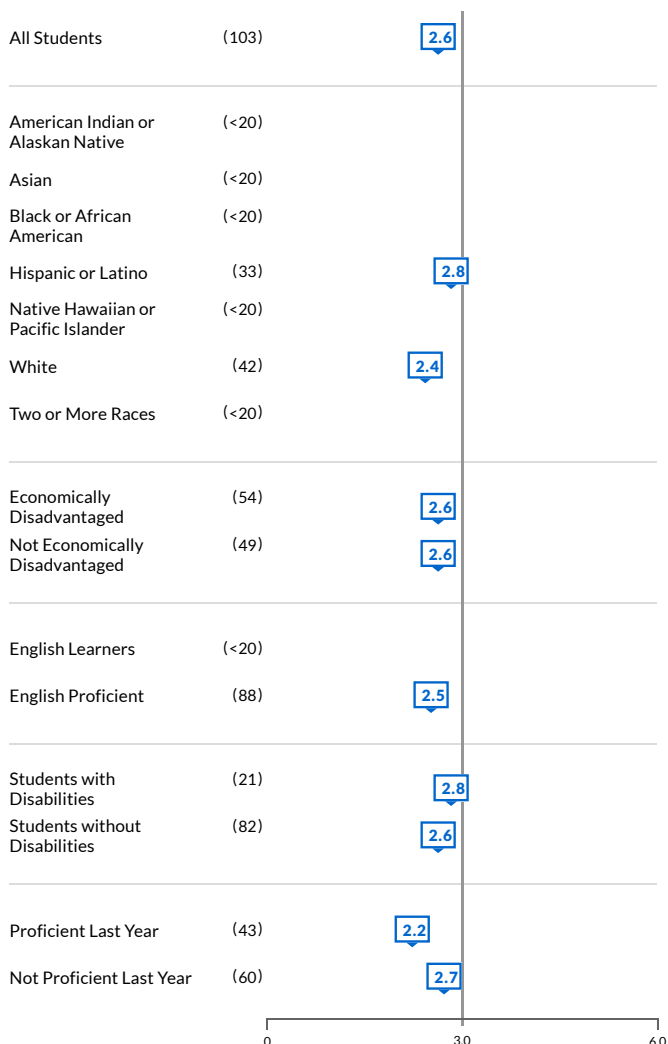 All Students (103) 2.6
American Indian or (<20)
Alaskan Native
Asian (<20)
Black or African (<20)
American
Hispanic or Latino (33) 2.8
Native Hawaiian or (<20)
Pacific Islander
White (42) 2.4
Two or More Races (<20)
Economically (54) 2.6
Disadvantaged
Not Economically (49) 2.6
Disadvantaged
English Learners (<20)
English Proficient (88) 2.5
Students with (21) 2.8
Disabilities
Students without (82) 2.6
Disabilities
Proficient Last Year (43) 2.2
Not Proficient Last Year (60) 2.7
0 3.0 6.0